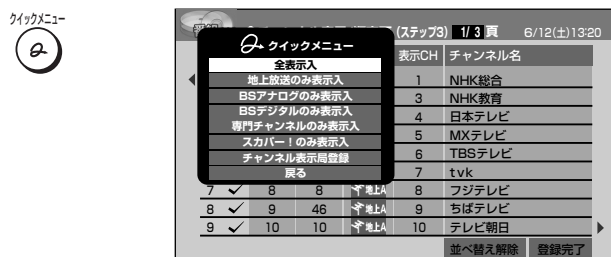 クイックメニュー
(ステップ3) 1/3 頁 6/12(土)13:20
クイックメニュー
全表示入
地上放送のみ表示入
BSアナログのみ表示入
BSデジタルのみ表示入
専門チャンネルのみ表示入
スカパー!のみ表示入
チャンネル表示局登録
戻る
表示CH チャンネル名
1 NHK総合
3 NHK教育
4 日本テレビ
5 MXテレビ
6 TBSテレビ
7 tvk
7 ✓ 8 8 地上A 8 フジテレビ
8 ✓ 9 46 地上A 9 ちばテレビ
9 ✓ 10 10 地上A 10 テレビ朝日
並べ替え解除 登録完了